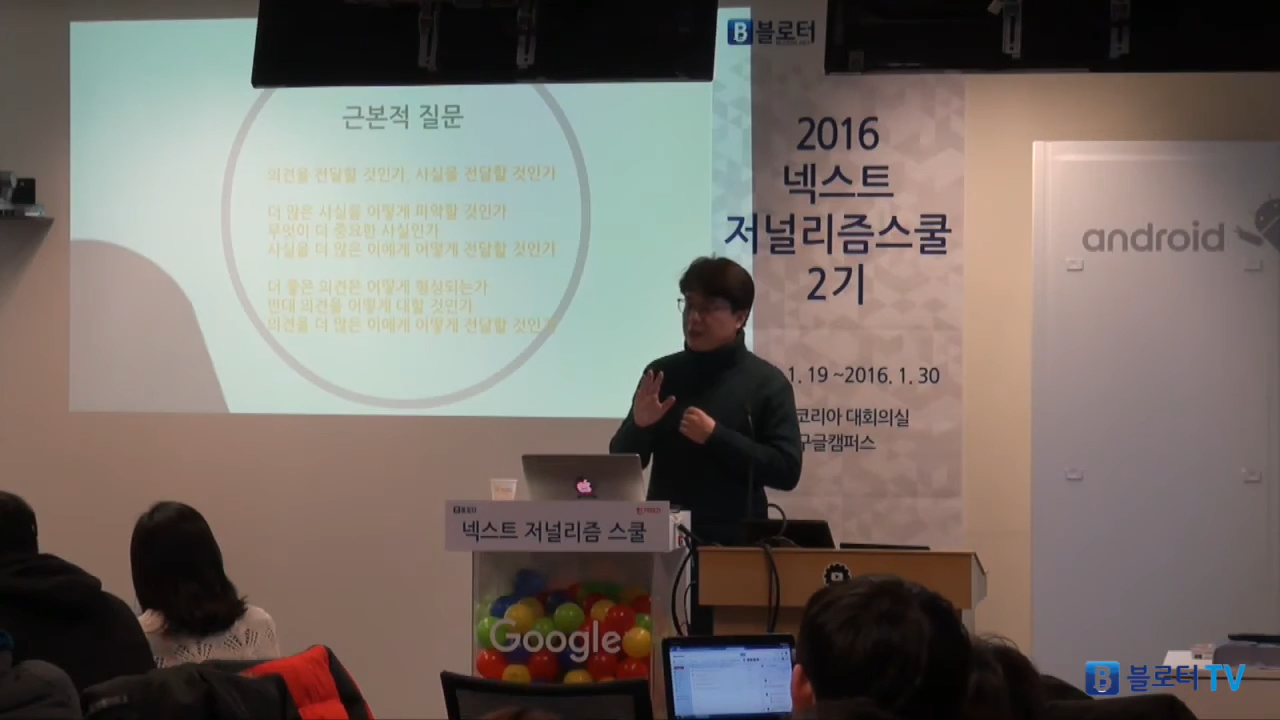 근본적 질문
의견을 전달할 것인가, 사실을 전달할 것인가
더 많은 사실을 어떻게 파악할 것인가
무엇이 더 중요한 사실인가
사실을 더 많은 이에게 어떻게 전달할 것인가
더 좋은 의견은 어떻게 형성되는가
반대 의견을 어떻게 대할 것인가
의견을 더 많은 이에게 어떻게 전달할 것인가
B 블로터
2016
넥스트
저널리즘스쿨
2기
1. 19 ~2016. 1. 30
코리아 대회의실
구글캠퍼스
android
블로터
넥스트 저널리즘 스쿨
Google
B 블로터 TV